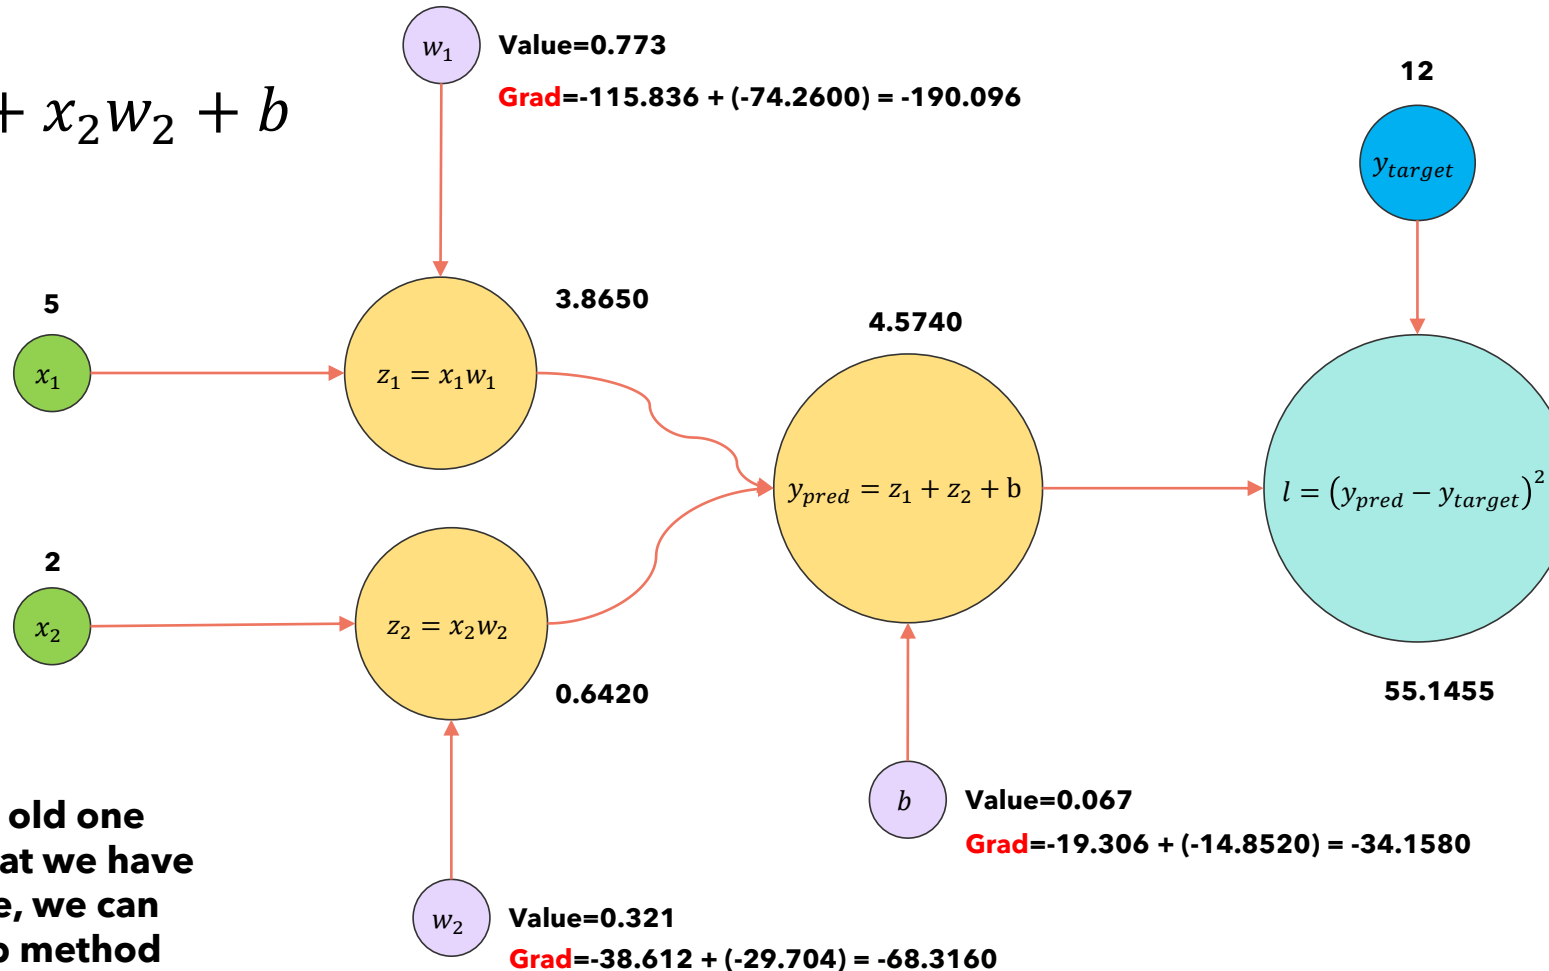 + x₂w₂ + b
w₁
Value=0.773
Grad=-115.836 + (-74.2600) = -190.096
12
y_target
5
x₁
z₁ = x₁w₁
3.8650
4.5740
y_pred = z₁ + z₂ + b
l = (y_pred − y_target)²
55.1455
2
x₂
z₂ = x₂w₂
0.6420
b
Value=0.067
Grad=-19.306 + (-14.8520) = -34.1580
w₂
Value=0.321
Grad=-38.612 + (-29.704) = -68.3160
old one
at we have
e, we can
method